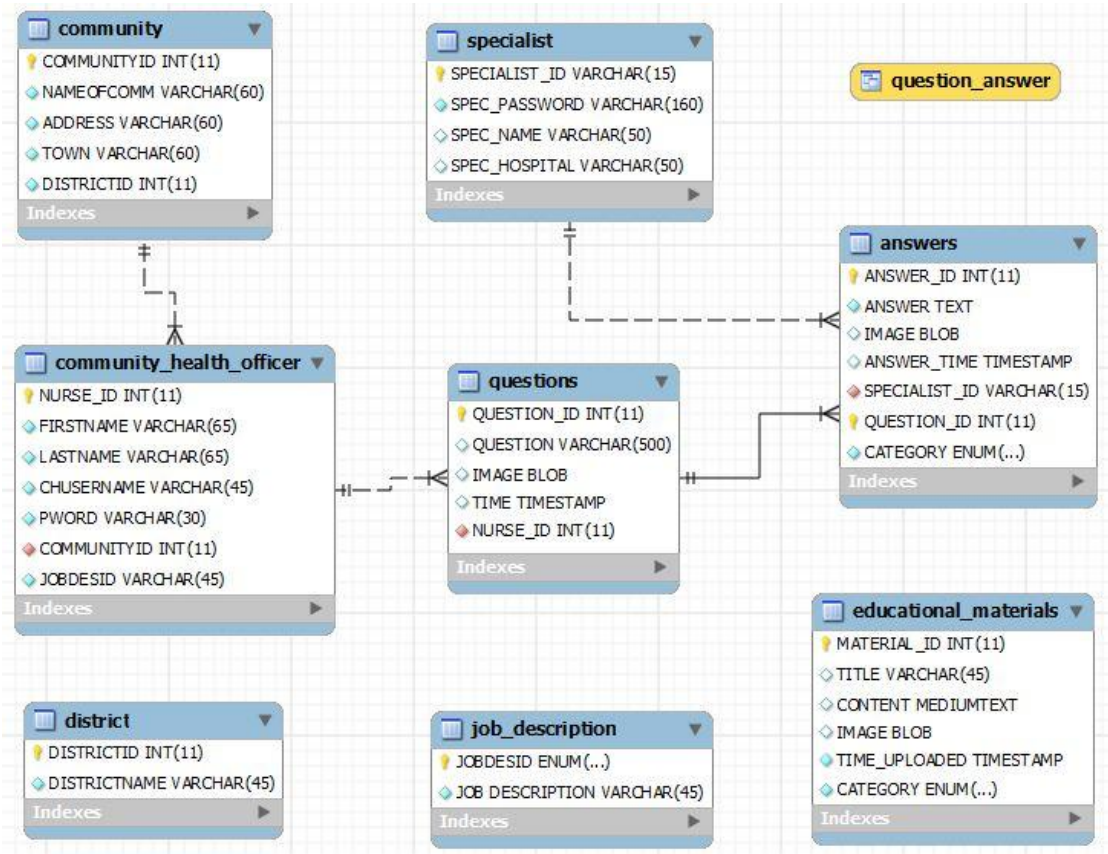 community
COMMUNITYID INT(11)
NAMEOFCOMM VARCHAR(60)
ADDRESS VARCHAR(60)
TOWN VARCHAR(60)
DISTRICTID INT(11)
Indexes
specialist
SPECIALIST_ID VARCHAR(15)
SPEC_PASSWORD VARCHAR(160)
SPEC_NAME VARCHAR(50)
SPEC_HOSPITAL VARCHAR(50)
Indexes
question_answer
answers
ANSWER_ID INT(11)
ANSWER TEXT
IMAGE BLOB
ANSWER_TIME TIMESTAMP
SPECIALIST_ID VARCHAR(15)
QUESTION_ID INT(11)
CATEGORY ENUM(...)
Indexes
community_health_officer
NURSE_ID INT(11)
FIRSTNAME VARCHAR(65)
LASTNAME VARCHAR(65)
CHUSERNAME VARCHAR(45)
PWORD VARCHAR(30)
COMMUNITYID INT(11)
JOBDESID VARCHAR(45)
Indexes
questions
QUESTION_ID INT(11)
QUESTION VARCHAR(500)
IMAGE BLOB
TIME TIMESTAMP
NURSE_ID INT(11)
Indexes
educational_materials
MATERIAL_ID INT(11)
TITLE VARCHAR(45)
CONTENT MEDIUMTEXT
IMAGE BLOB
TIME_UPLOADED TIMESTAMP
CATEGORY ENUM(...)
Indexes
district
DISTRICTID INT(11)
DISTRICTNAME VARCHAR(45)
Indexes
job_description
JOBDESID ENUM(...)
JOB DESCRIPTION VARCHAR(45)
Indexes